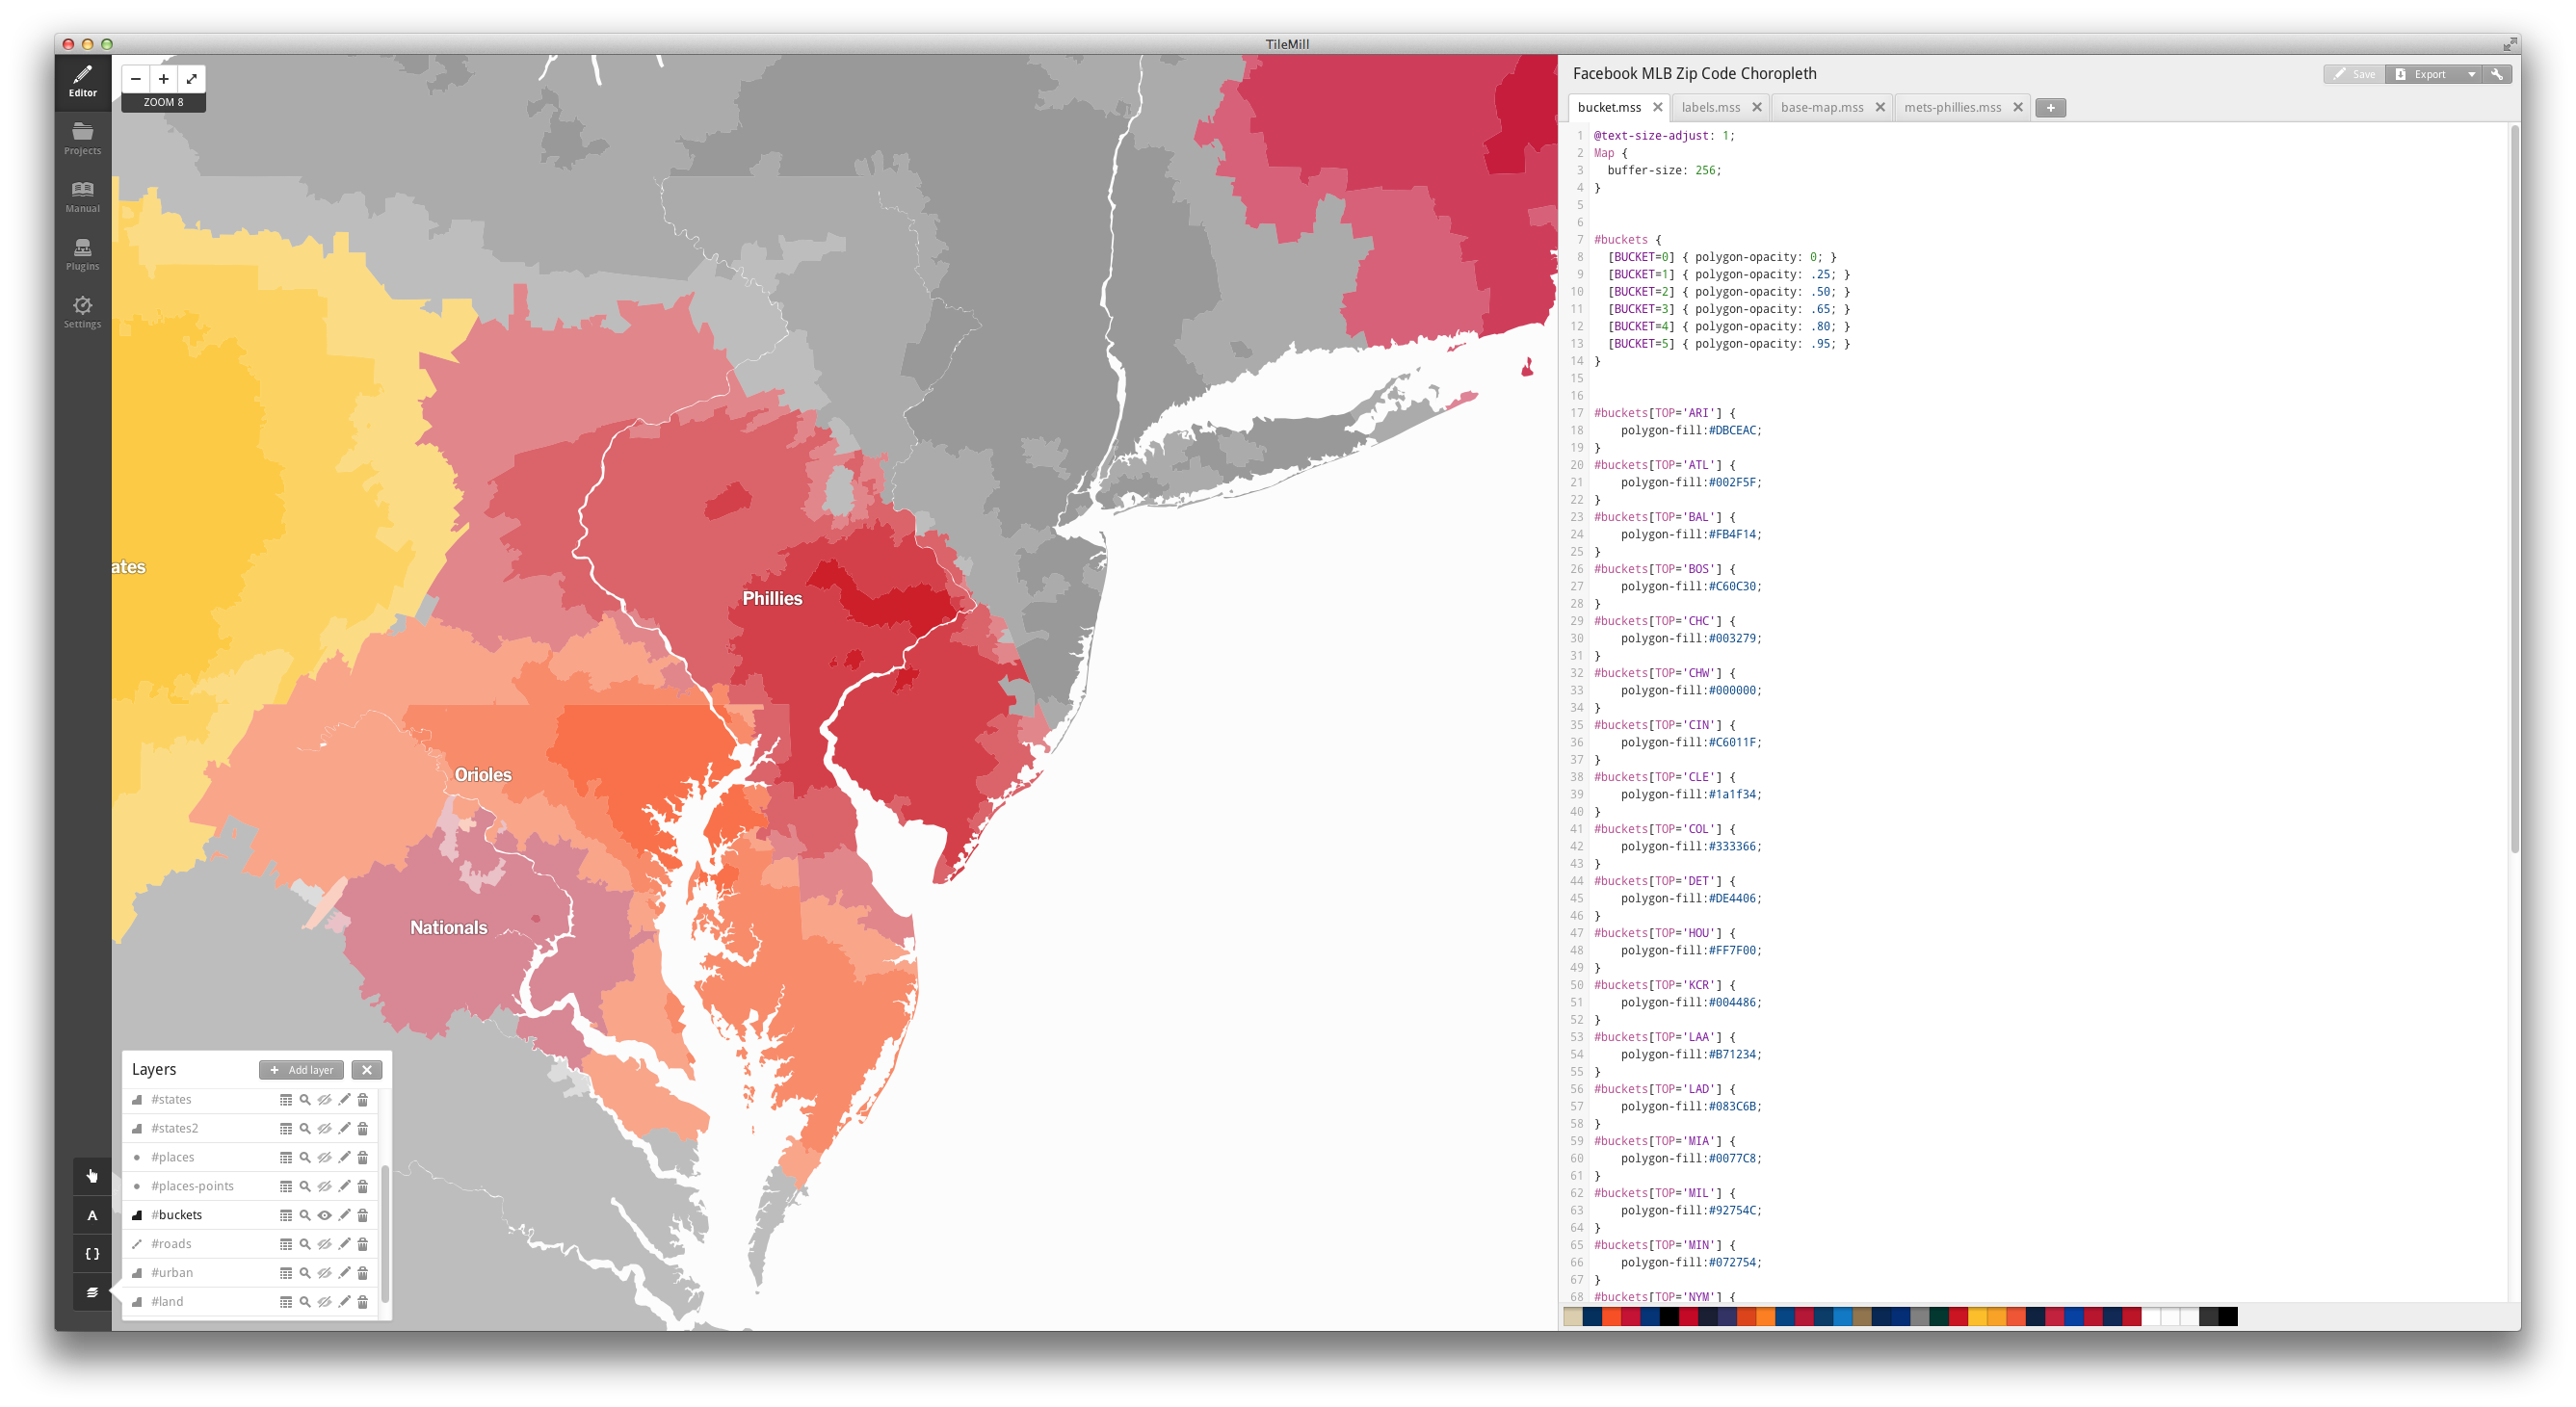 TileMill
Editor
Projects
Manual
Plugins
Settings
ZOOM 8
ates
Phillies
Orioles
Nationals
Layers
+ Add layer
#states
#states2
#places
#places-points
#buckets
#roads
#urban
#land
A
{}
Facebook MLB Zip Code Choropleth
Save Export
bucket.mss labels.mss base-map.mss mets-phillies.mss
1 @text-size-adjust: 1;
2 Map {
3 buffer-size: 256;
4 }
5
6
7 #buckets {
8 [BUCKET=0] { polygon-opacity: 0; }
9 [BUCKET=1] { polygon-opacity: .25; }
10 [BUCKET=2] { polygon-opacity: .50; }
11 [BUCKET=3] { polygon-opacity: .65; }
12 [BUCKET=4] { polygon-opacity: .80; }
13 [BUCKET=5] { polygon-opacity: .95; }
14 }
15
16
17 #buckets[TOP='ARI'] {
18 polygon-fill:#DBCEAC;
19 }
20 #buckets[TOP='ATL'] {
21 polygon-fill:#002F5F;
22 }
23 #buckets[TOP='BAL'] {
24 polygon-fill:#FB4F14;
25 }
26 #buckets[TOP='BOS'] {
27 polygon-fill:#C60C30;
28 }
29 #buckets[TOP='CHC'] {
30 polygon-fill:#003279;
31 }
32 #buckets[TOP='CHW'] {
33 polygon-fill:#000000;
34 }
35 #buckets[TOP='CIN'] {
36 polygon-fill:#C6011F;
37 }
38 #buckets[TOP='CLE'] {
39 polygon-fill:#1a1f34;
40 }
41 #buckets[TOP='COL'] {
42 polygon-fill:#333366;
43 }
44 #buckets[TOP='DET'] {
45 polygon-fill:#DE4406;
46 }
47 #buckets[TOP='HOU'] {
48 polygon-fill:#FF7F00;
49 }
50 #buckets[TOP='KCR'] {
51 polygon-fill:#004486;
52 }
53 #buckets[TOP='LAA'] {
54 polygon-fill:#B71234;
55 }
56 #buckets[TOP='LAD'] {
57 polygon-fill:#083C6B;
58 }
59 #buckets[TOP='MIA'] {
60 polygon-fill:#0077C8;
61 }
62 #buckets[TOP='MIL'] {
63 polygon-fill:#92754C;
64 }
65 #buckets[TOP='MIN'] {
66 polygon-fill:#072754;
67 }
68 #buckets[TOP='NYM'] {